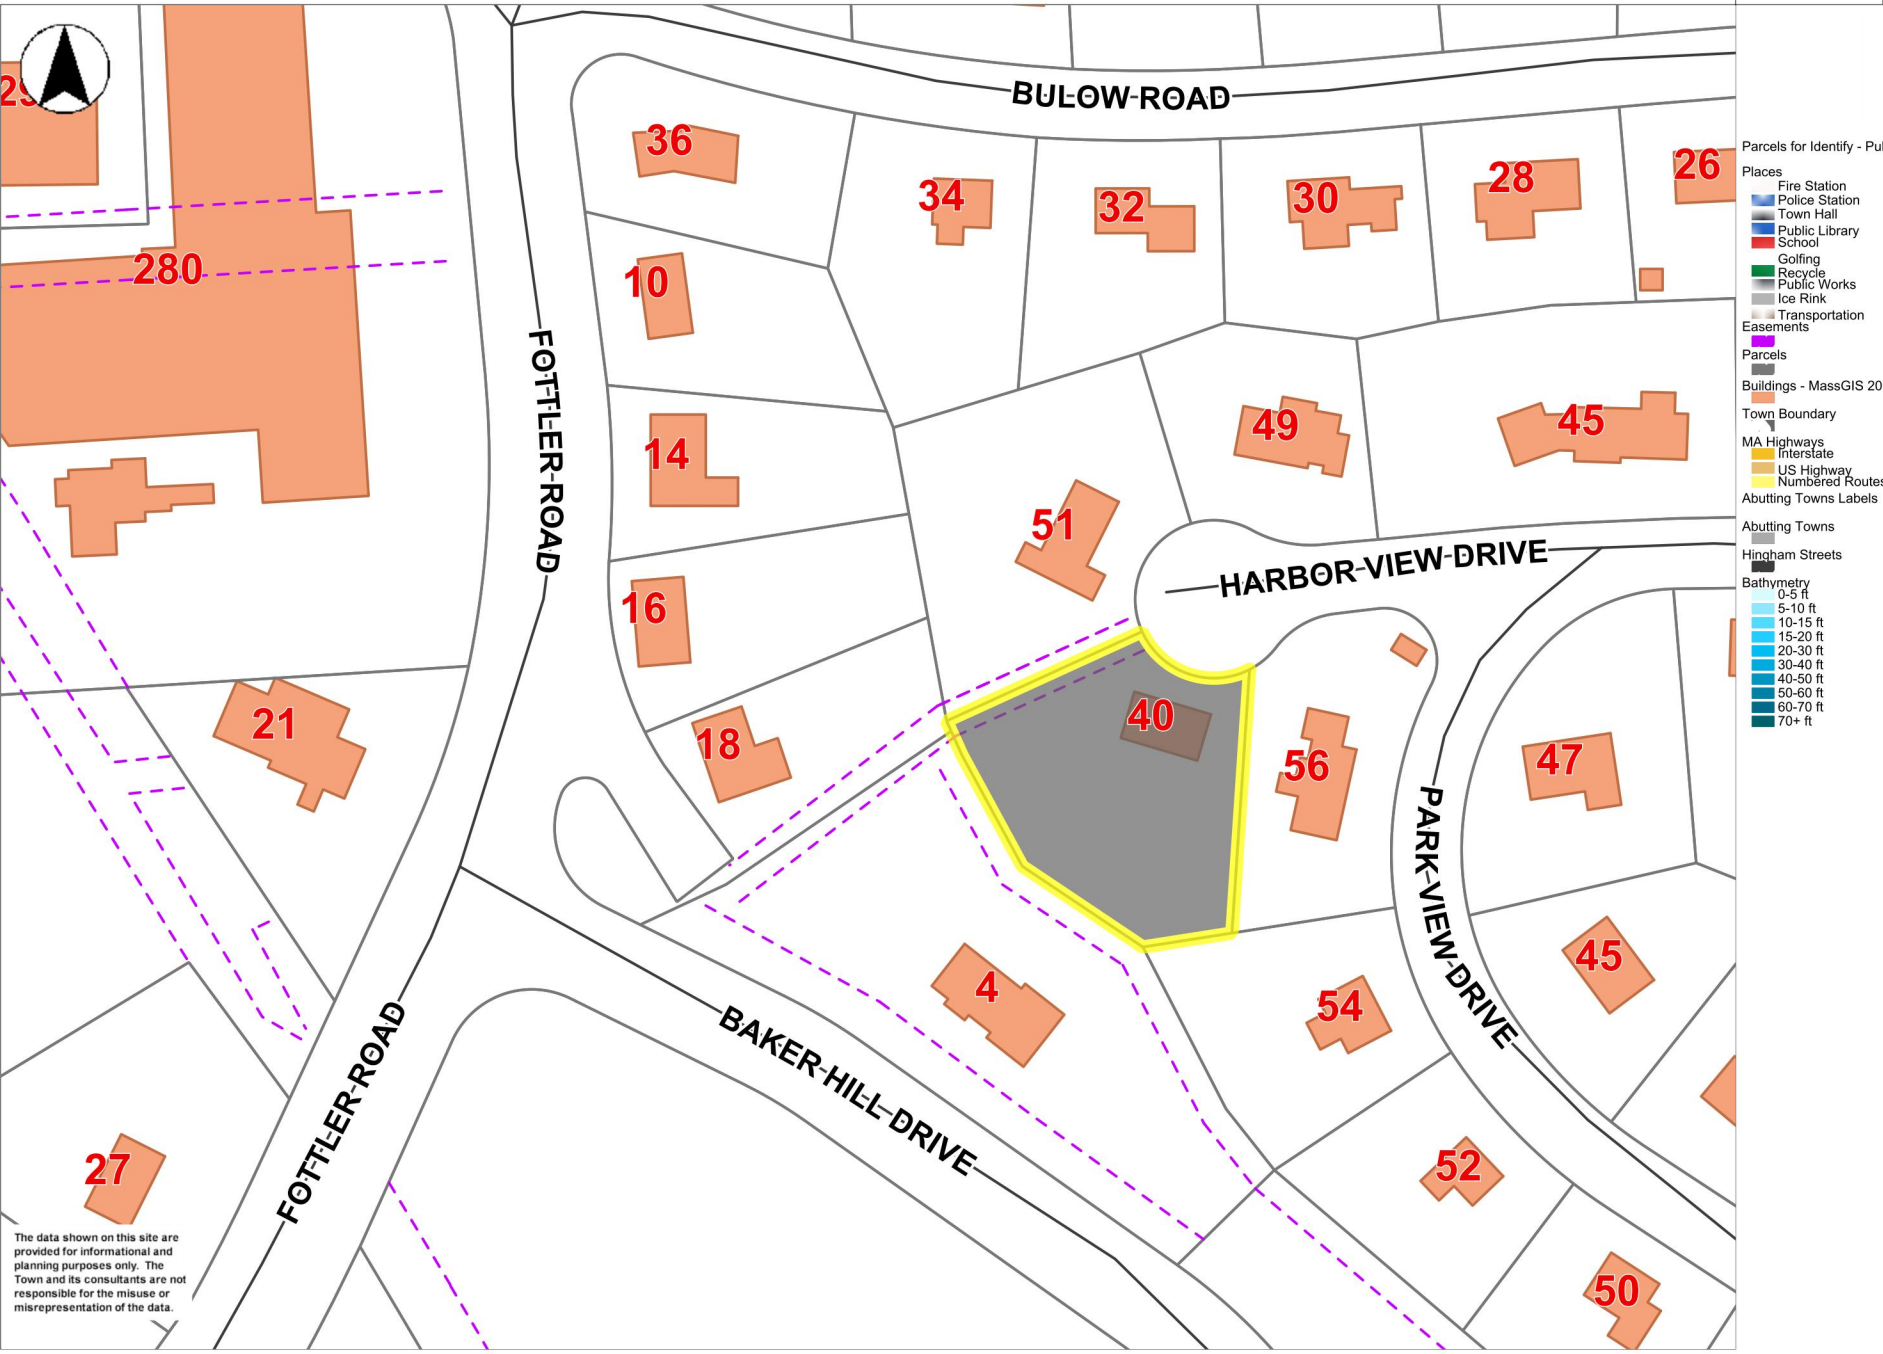 BULOW ROAD
29
36
34
32
30
28
26
280
10
FOTTLER ROAD
14
49
45
51
HARBOR VIEW DRIVE
16
40
21
18
56
47
PARK VIEW DRIVE
45
4
54
FOTTLER ROAD
BAKER HILL DRIVE
27
52
50
The data shown on this site are
provided for informational and
planning purposes only. The
Town and its consultants are not
responsible for the misuse or
misrepresentation of the data.
Parcels for Identify - Pu
Places
Fire Station
Police Station
Town Hall
Public Library
School
Golfing
Recycle
Public Works
Ice Rink
Transportation
Easements
Parcels
Buildings - MassGIS 20
Town Boundary
MA Highways
Interstate
US Highway
Numbered Routes
Abutting Towns Labels
Abutting Towns
Hingham Streets
Bathymetry
0-5 ft
5-10 ft
10-15 ft
15-20 ft
20-30 ft
30-40 ft
40-50 ft
50-60 ft
60-70 ft
70+ ft